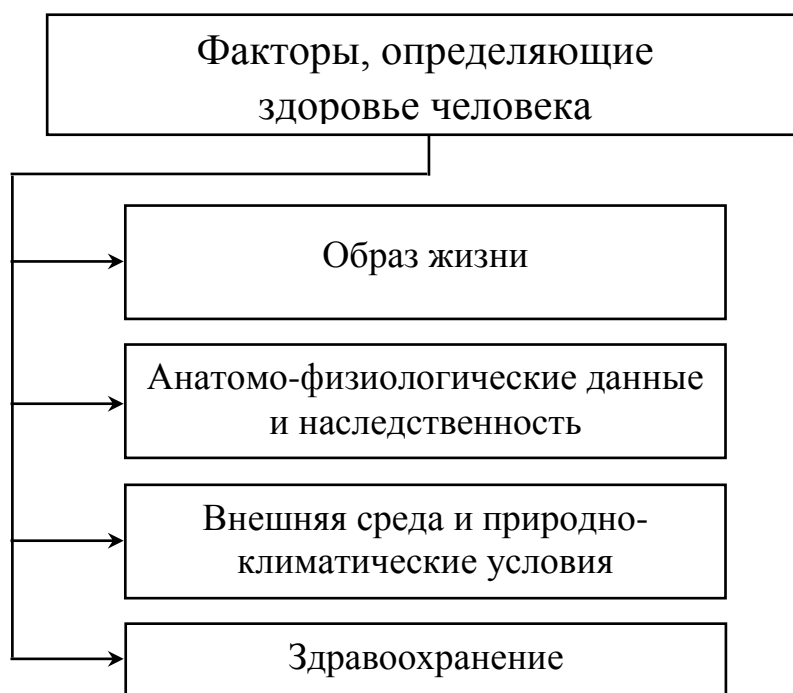 Факторы, определяющие
здоровье человека
Образ жизни
Анатомо-физиологические данные
и наследственность
Внешняя среда и природно-
климатические условия
Здравоохранение